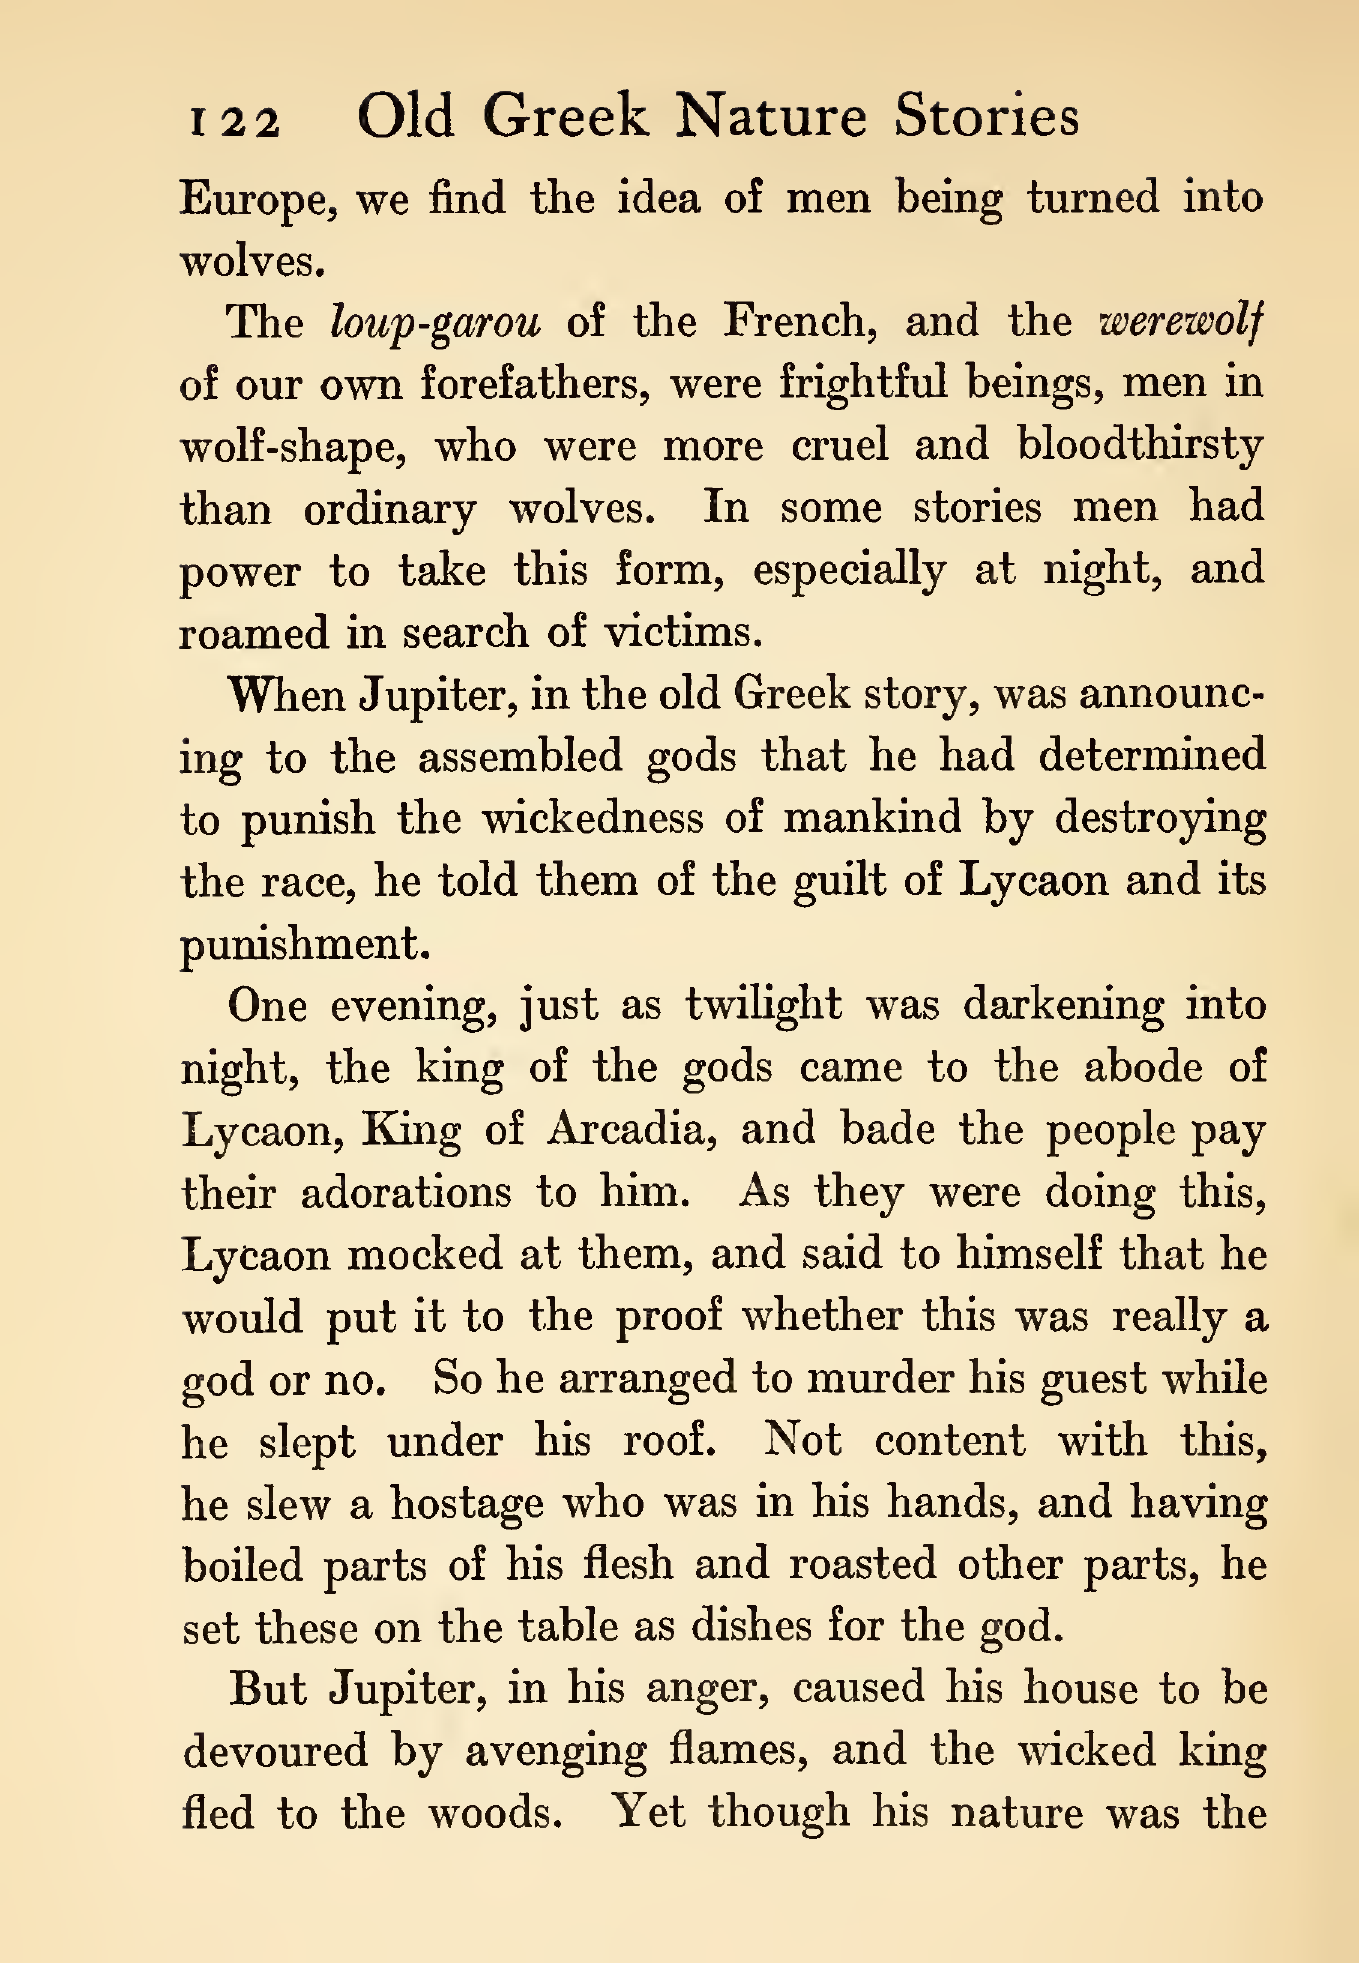 122 Old Greek Nature Stories
Europe, we find the idea of men being turned into
wolves.
The loup-garou of the French, and the werewolf
of our own forefathers, were frightful beings, men in
wolf-shape, who were more cruel and bloodthirsty
than ordinary wolves. In some stories men had
power to take this form, especially at night, and
roamed in search of victims.
When Jupiter, in the old Greek story, was announc-
ing to the assembled gods that he had determined
to punish the wickedness of mankind by destroying
the race, he told them of the guilt of Lycaon and its
punishment.
One evening, just as twilight was darkening into
night, the king of the gods came to the abode of
Lycaon, King of Arcadia, and bade the people pay
their adorations to him. As they were doing this,
Lycaon mocked at them, and said to himself that he
would put it to the proof whether this was really a
god or no. So he arranged to murder his guest while
he slept under his roof. Not content with this,
he slew a hostage who was in his hands, and having
boiled parts of his flesh and roasted other parts, he
set these on the table as dishes for the god.
But Jupiter, in his anger, caused his house to be
devoured by avenging flames, and the wicked king
fled to the woods. Yet though his nature was the